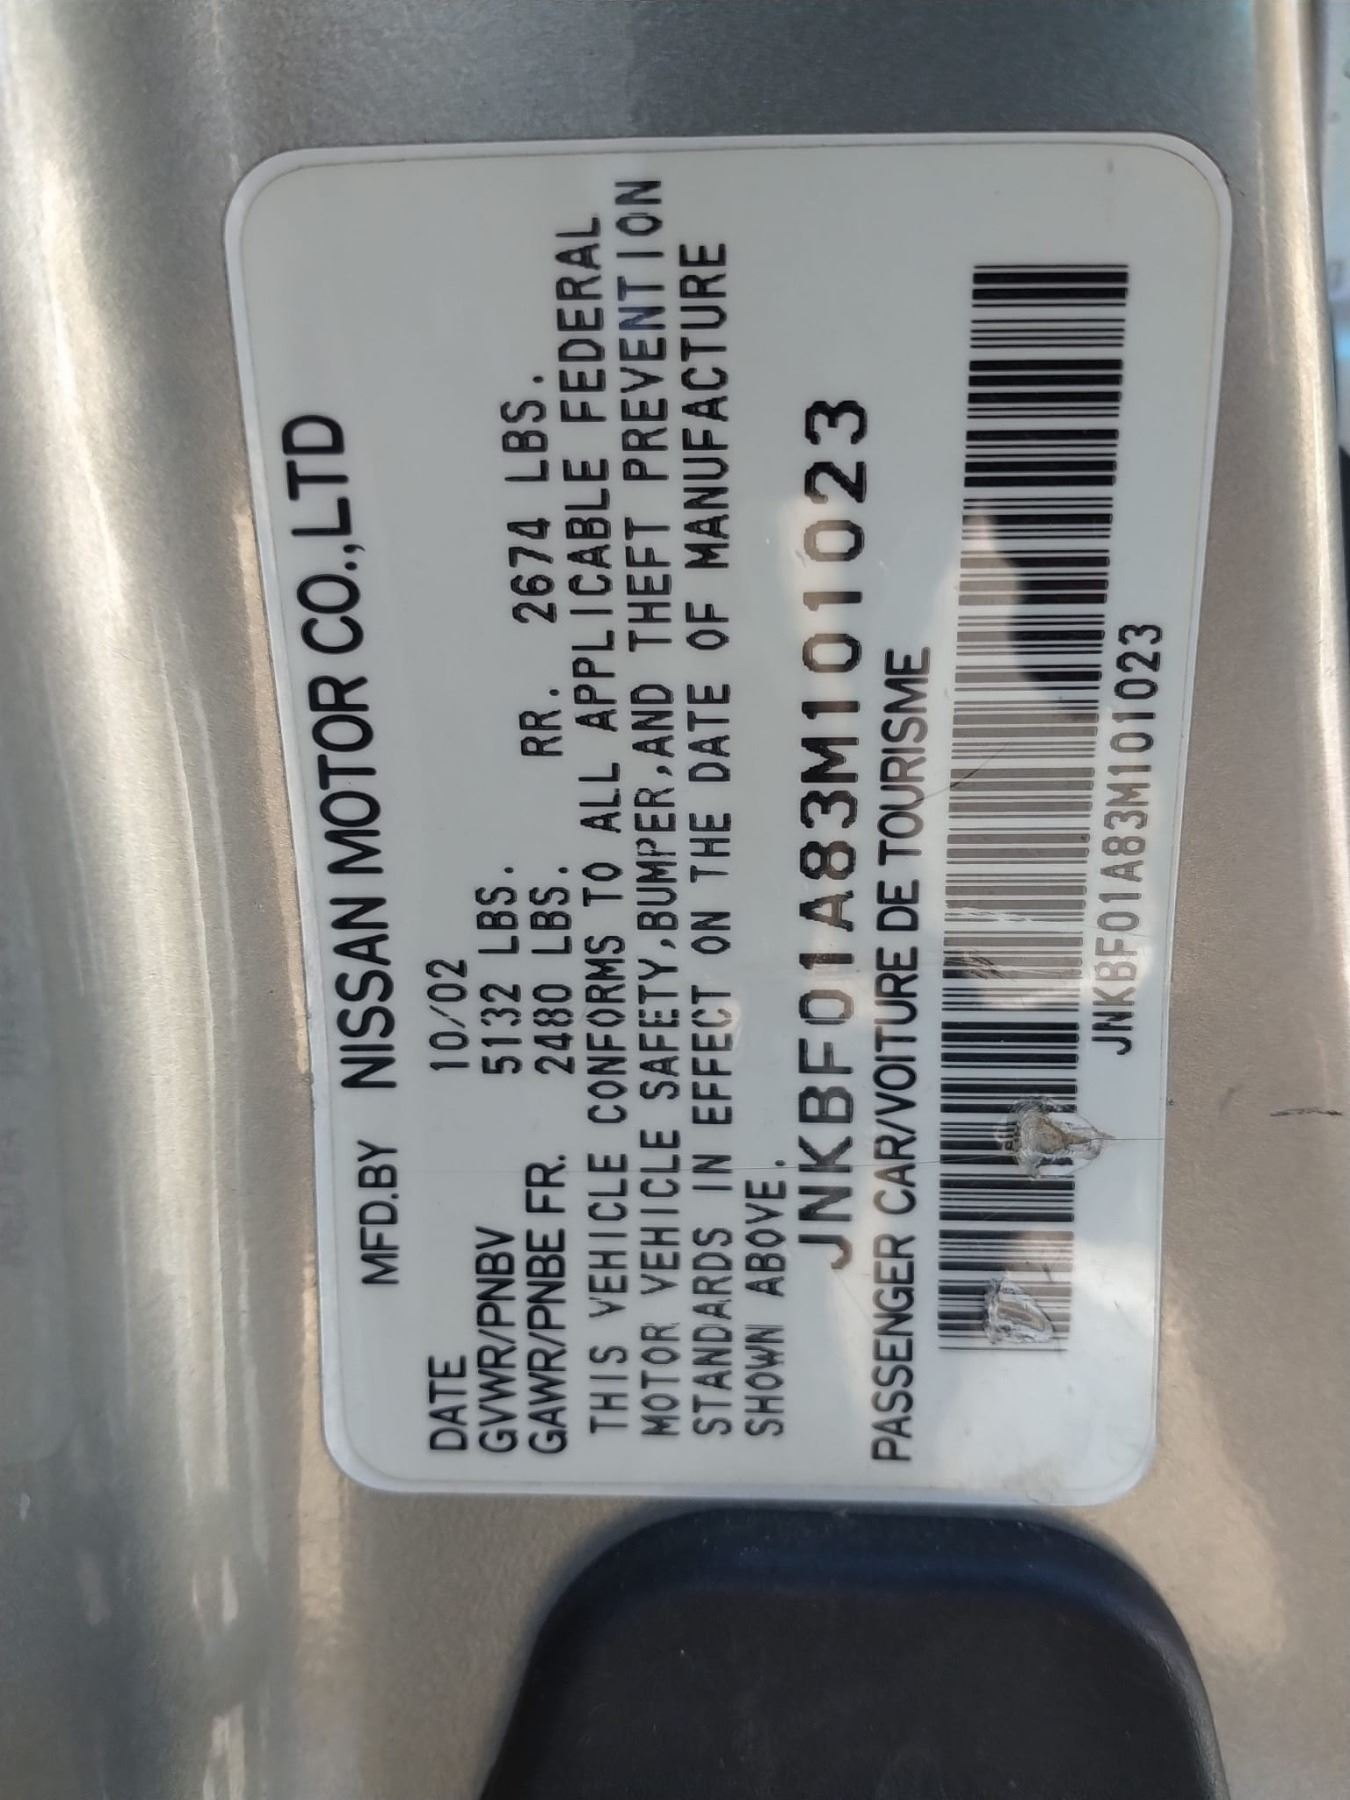 MFD.BY NISSAN MOTOR CO.,LTD
DATE 10/02
GVWR/PNBV 5132 LBS.
GAWR/PNBE FR. 2480 LBS. RR. 2674 LBS.
THIS VEHICLE CONFORMS TO ALL APPLICABLE FEDERAL
MOTOR VEHICLE SAFETY,BUMPER,AND THEFT PREVENTION
STANDARDS IN EFFECT ON THE DATE OF MANUFACTURE
SHOWN ABOVE.
JNKBF01A83M101023
PASSENGER CAR/VOITURE DE TOURISME
JNKBF01A83M101023